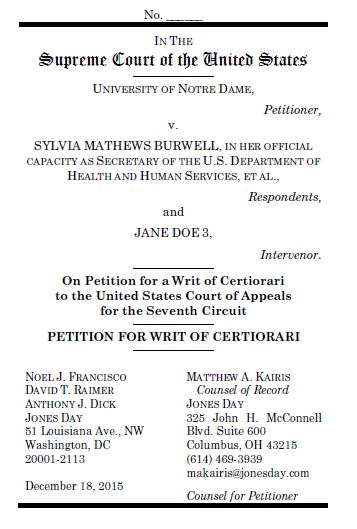 No. ______
IN THE
Supreme Court of the United States
UNIVERSITY OF NOTRE DAME,
Petitioner,
v.
SYLVIA MATHEWS BURWELL, IN HER OFFICIAL
CAPACITY AS SECRETARY OF THE U.S. DEPARTMENT OF
HEALTH AND HUMAN SERVICES, ET AL.,
Respondents,
and
JANE DOE 3,
Intervenor.
On Petition for a Writ of Certiorari
to the United States Court of Appeals
for the Seventh Circuit
PETITION FOR WRIT OF CERTIORARI
NOEL J. FRANCISCO
DAVID T. RAIMER
ANTHONY J. DICK
JONES DAY
51 Louisiana Ave., NW
Washington, DC
20001-2113
December 18, 2015
MATTHEW A. KAIRIS
Counsel of Record
JONES DAY
325 John H. McConnell
Blvd. Suite 600
Columbus, OH 43215
(614) 469-3939
makairis@jonesday.com
Counsel for Petitioner